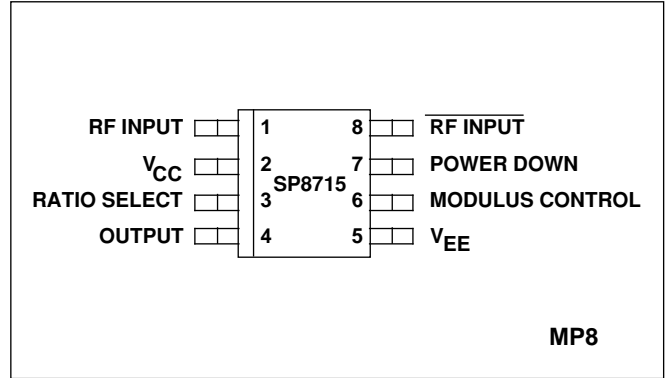 RF INPUT 1 8 RF INPUT
VCC 2 7 POWER DOWN
SP8715
RATIO SELECT 3 6 MODULUS CONTROL
OUTPUT 4 5 VEE
MP8